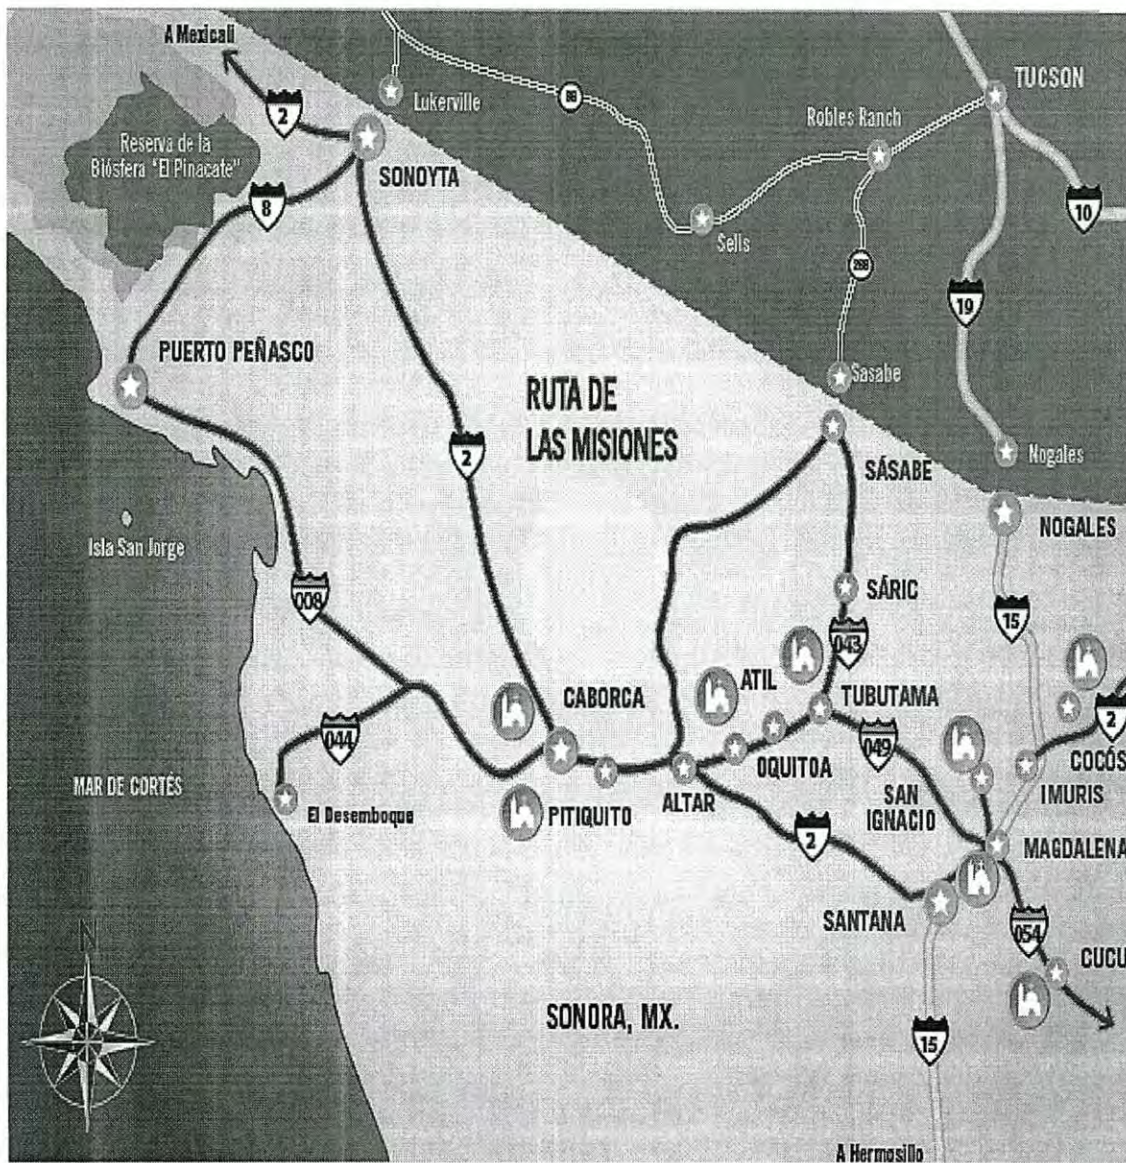 A Mexicali
2
Lukerville
86
Robles Ranch
TUCSON
Reserva de la
Biósfera "El Pinacate"
SONOYTA
8
Sells
286
10
19
PUERTO PEÑASCO
RUTA DE
LAS MISIONES
Sasabe
2
SÁSABE
Nogales
NOGALES
Isla San Jorge
008
SÁRIC
15
043
ATIL
CABORCA
TUBUTAMA
2
044
049
COCÓS
MAR DE CORTÉS
OQUITOA
El Desemboque
PITIQUITO
ALTAR
SAN
IGNACIO
IMURIS
2
MAGDALENA
SANTANA
054
N
CUCU
SONORA, MX.
15
A Hermosillo